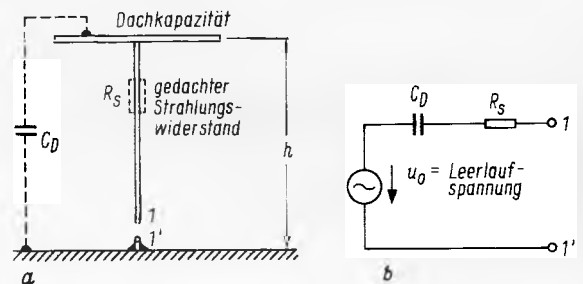 Dachkapazität
R_S gedachter
Strahlungs-
widerstand
C_D
h
1
1'
a
C_D R_S
1
u_0 = Leerlauf-
spannung
1'
b